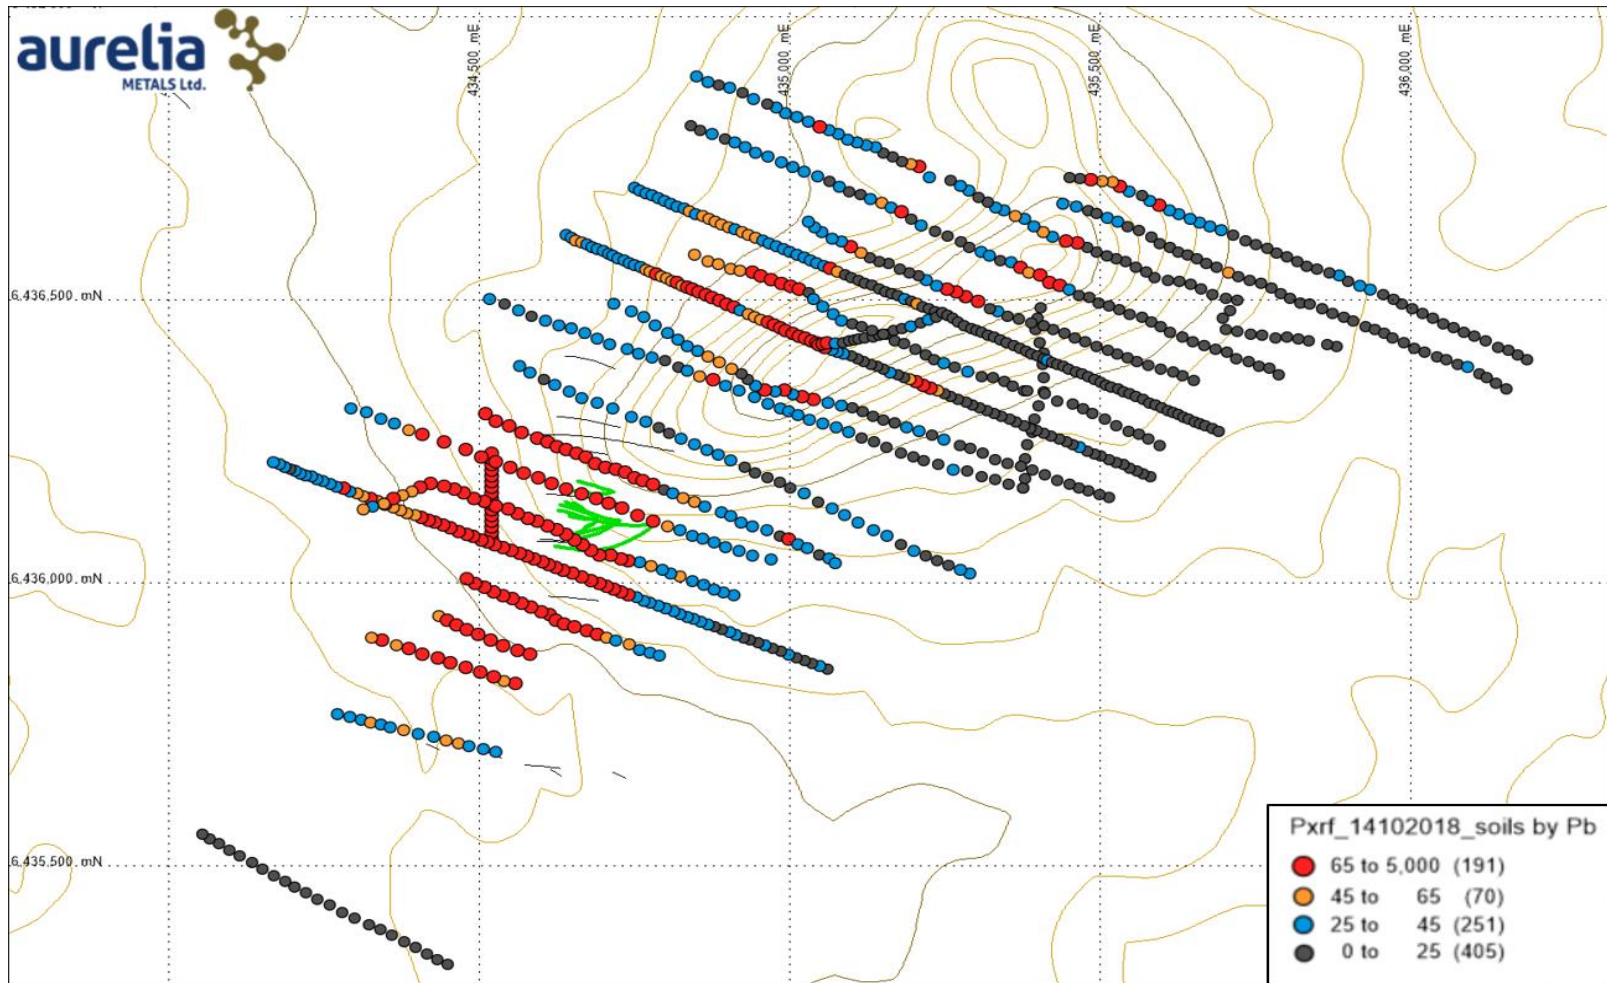 aurelia
METALS Ltd.
434,500 mE
435,000 mE
435,500 mE
436,000 mE
6,436,500 mN
6,436,000 mN
6,435,500 mN
Pxrf_14102018_soils by Pb
65 to 5,000 (191)
45 to 65 (70)
25 to 45 (251)
0 to 25 (405)